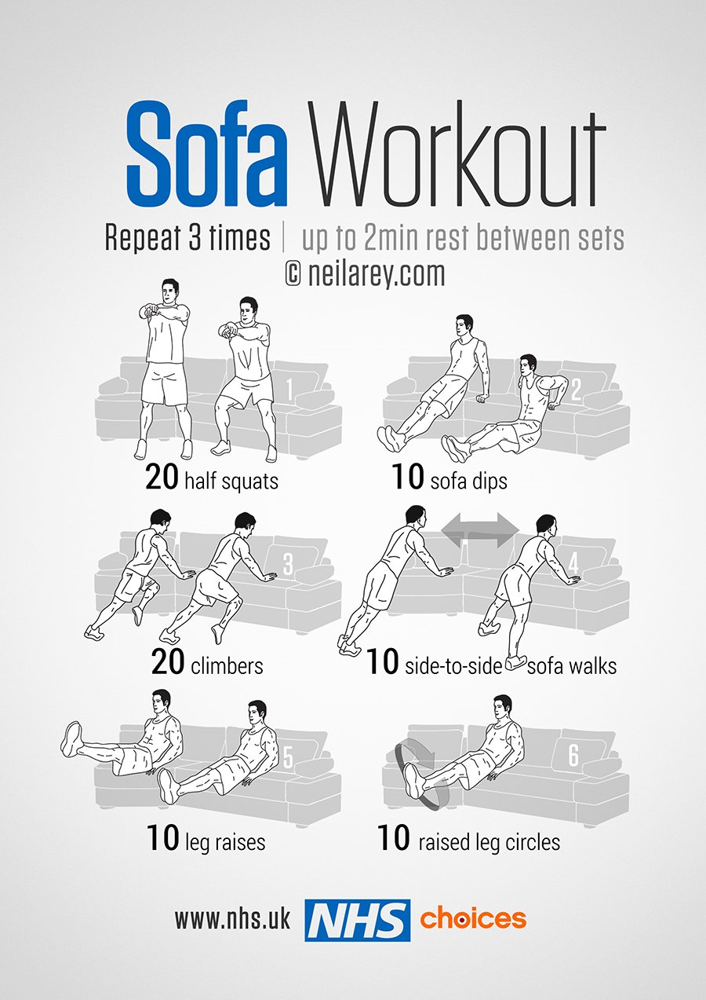 Sofa Workout
Repeat 3 times | up to 2min rest between sets
© neilarey.com
1
2
20 half squats
10 sofa dips
3
4
20 climbers
10 side-to-side sofa walks
5
6
10 leg raises
10 raised leg circles
www.nhs.uk NHS choices